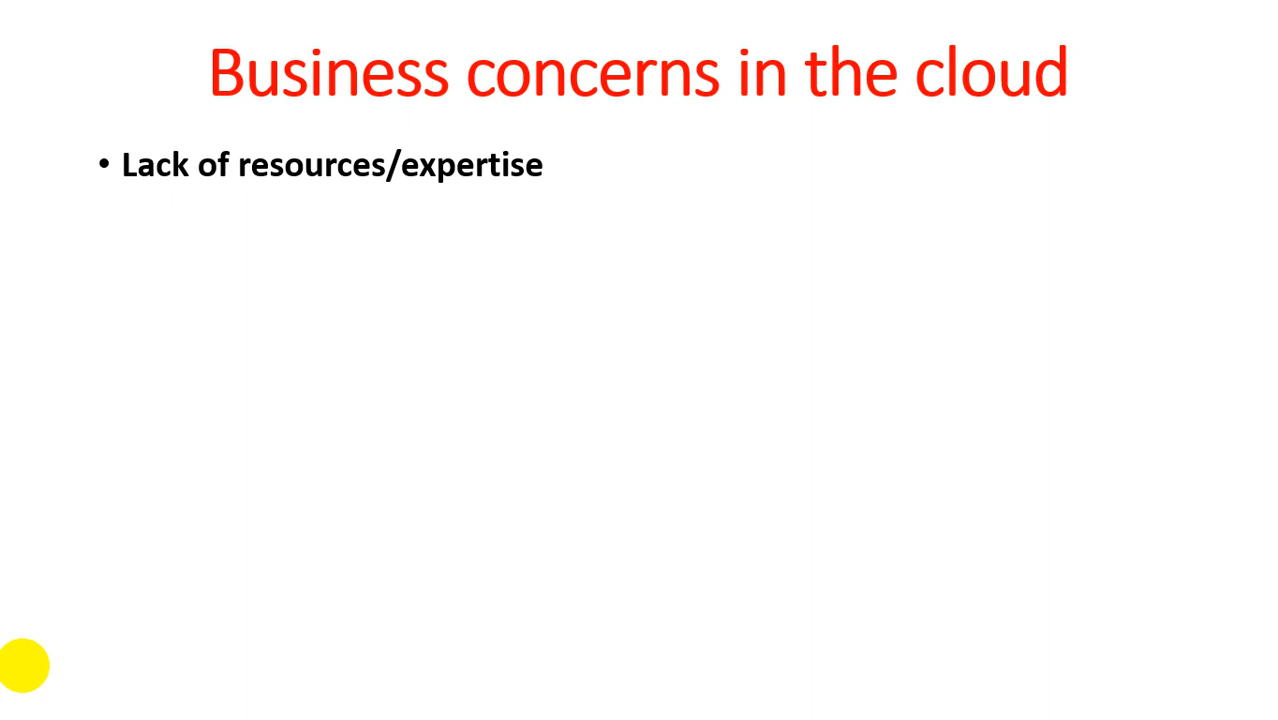 Business concerns in the cloud
• Lack of resources/expertise